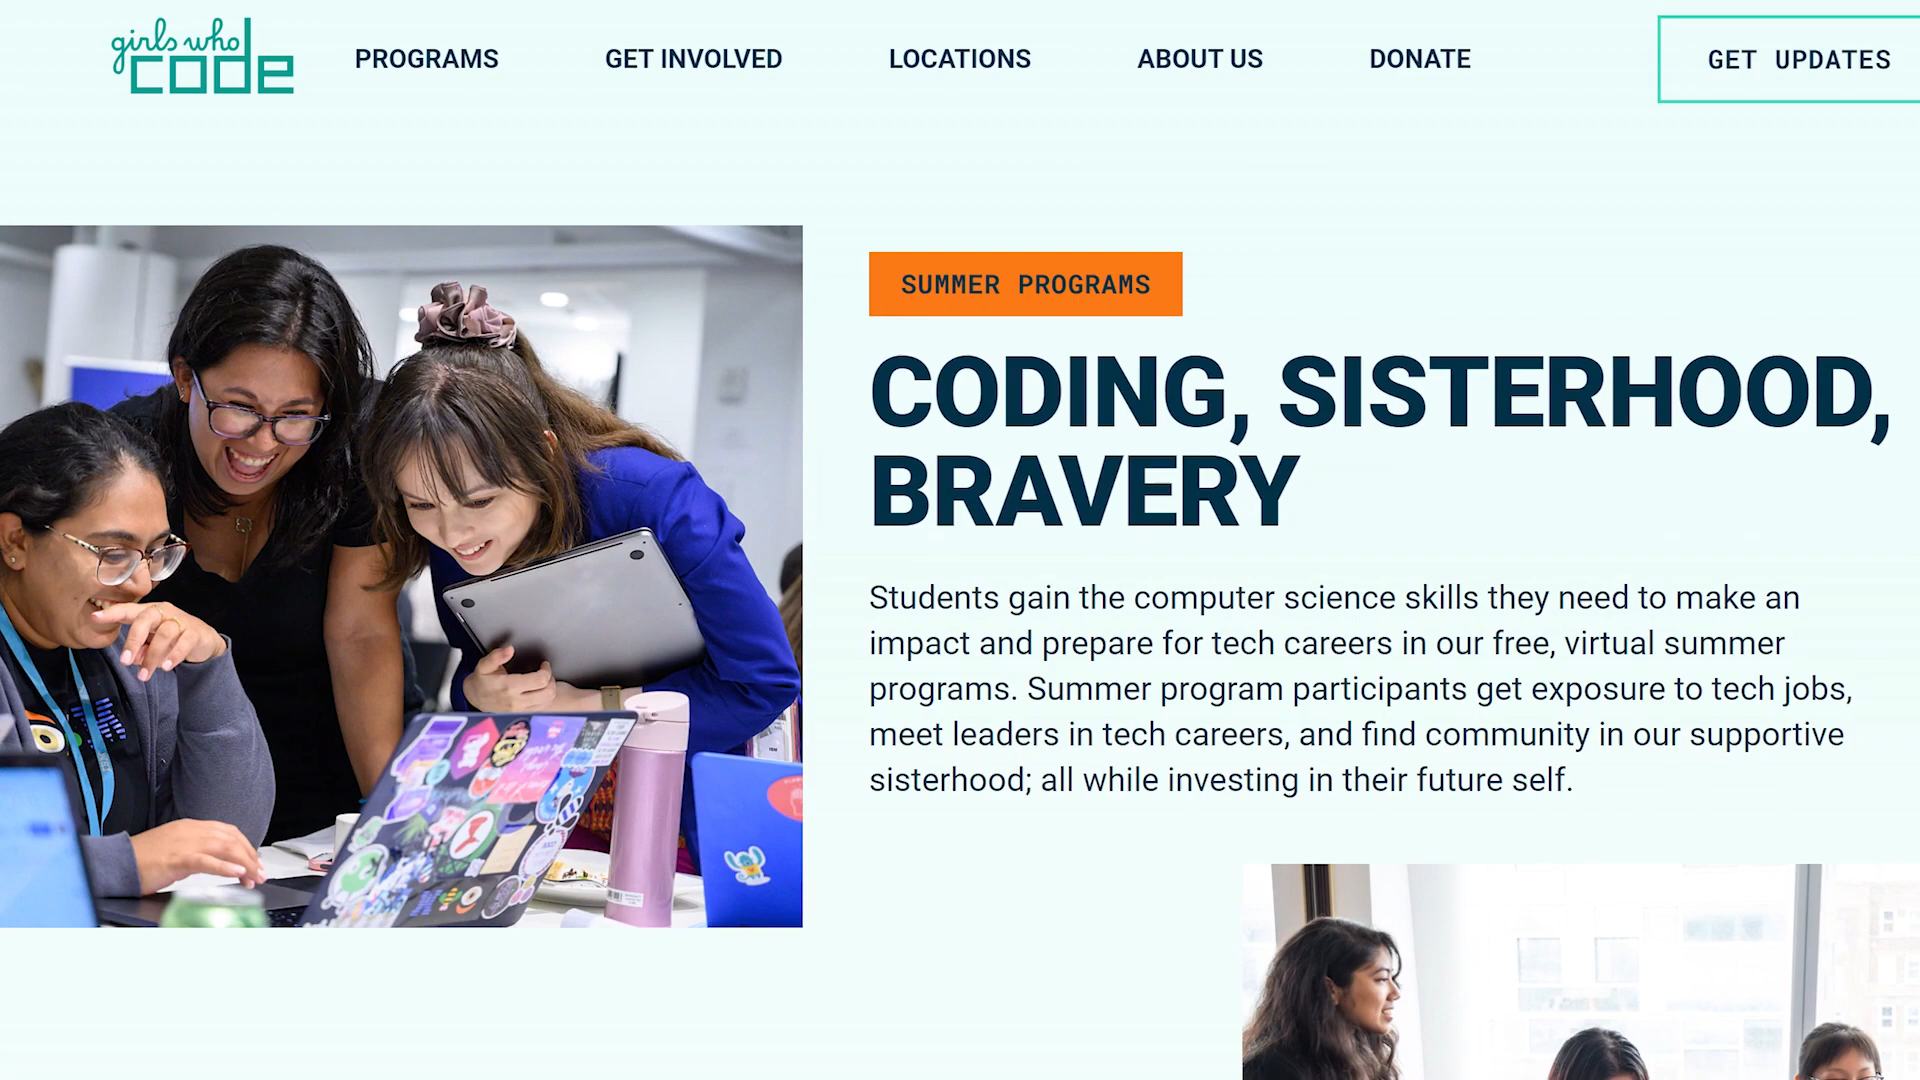 girls who
code
PROGRAMS
GET INVOLVED
LOCATIONS
ABOUT US
DONATE
GET UPDATES
SUMMER PROGRAMS
CODING, SISTERHOOD,
BRAVERY
Students gain the computer science skills they need to make an
impact and prepare for tech careers in our free, virtual summer
programs. Summer program participants get exposure to tech jobs,
meet leaders in tech careers, and find community in our supportive
sisterhood; all while investing in their future self.